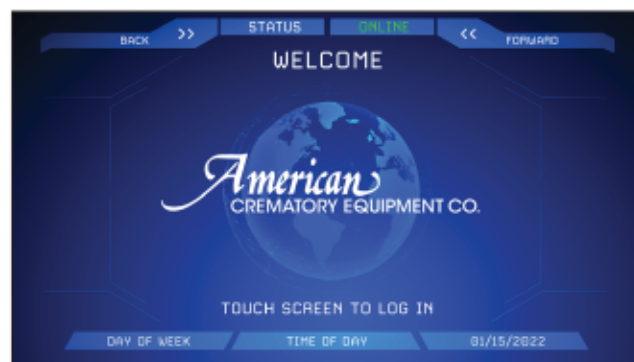 BACK >> STATUS ONLINE << FORWARD
WELCOME
American
CREMATORY EQUIPMENT CO.
TOUCH SCREEN TO LOG IN
DAY OF WEEK TIME OF DAY 01/15/2022